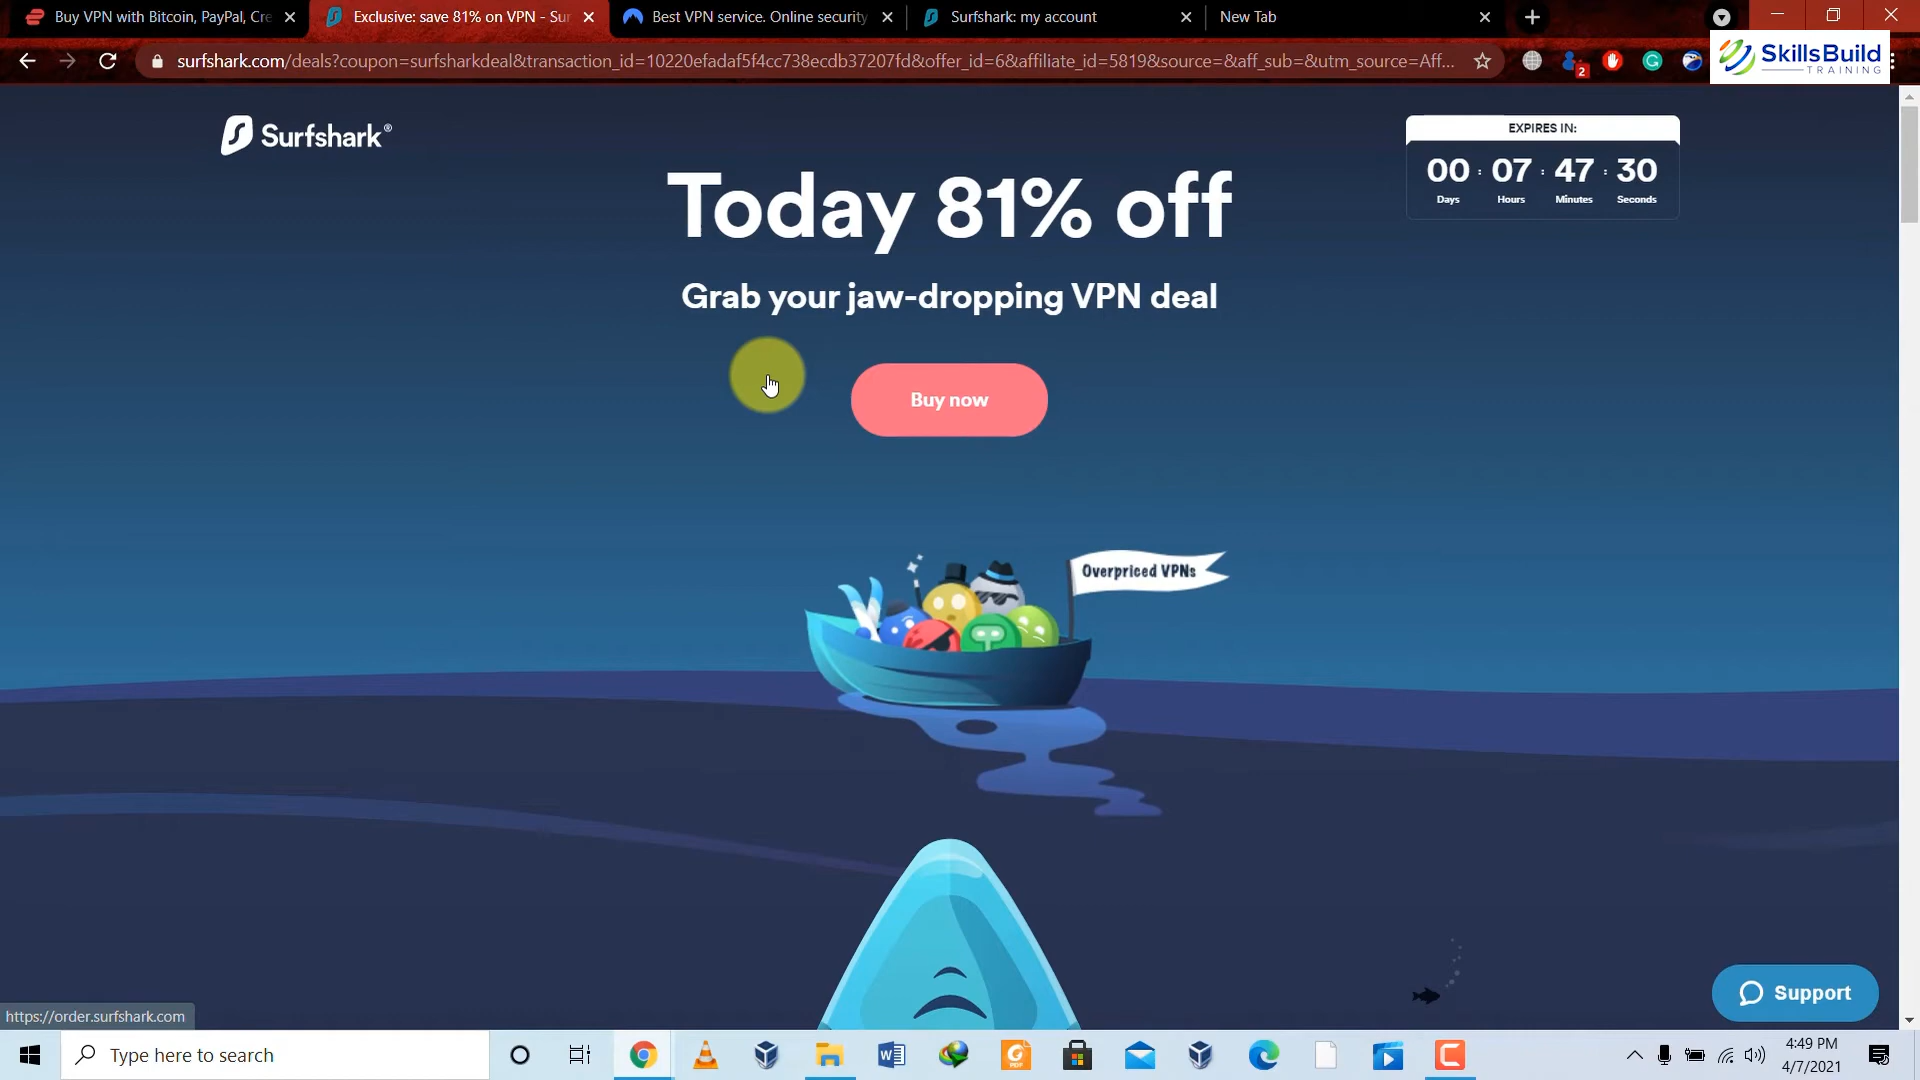 Buy VPN with Bitcoin, PayPal, Cre
Exclusive: save 81% on VPN - Sur
Best VPN service. Online security
Surfshark: my account
New Tab
surfshark.com/deals?coupon=surfsharkdeal&transaction_id=10220efadaf5f4cc738ecdb37207fd&offer_id=6&affiliate_id=5819&source=&aff_sub=&utm_source=Aff...
2
SkillsBuild
TRAINING
Surfshark®
EXPIRES IN:
00 : 07 : 47 : 30
Days Hours Minutes Seconds
Today 81% off
Grab your jaw-dropping VPN deal
Buy now
Overpriced VPNs
Support
https://order.surfshark.com
Type here to search
4:49 PM
4/7/2021